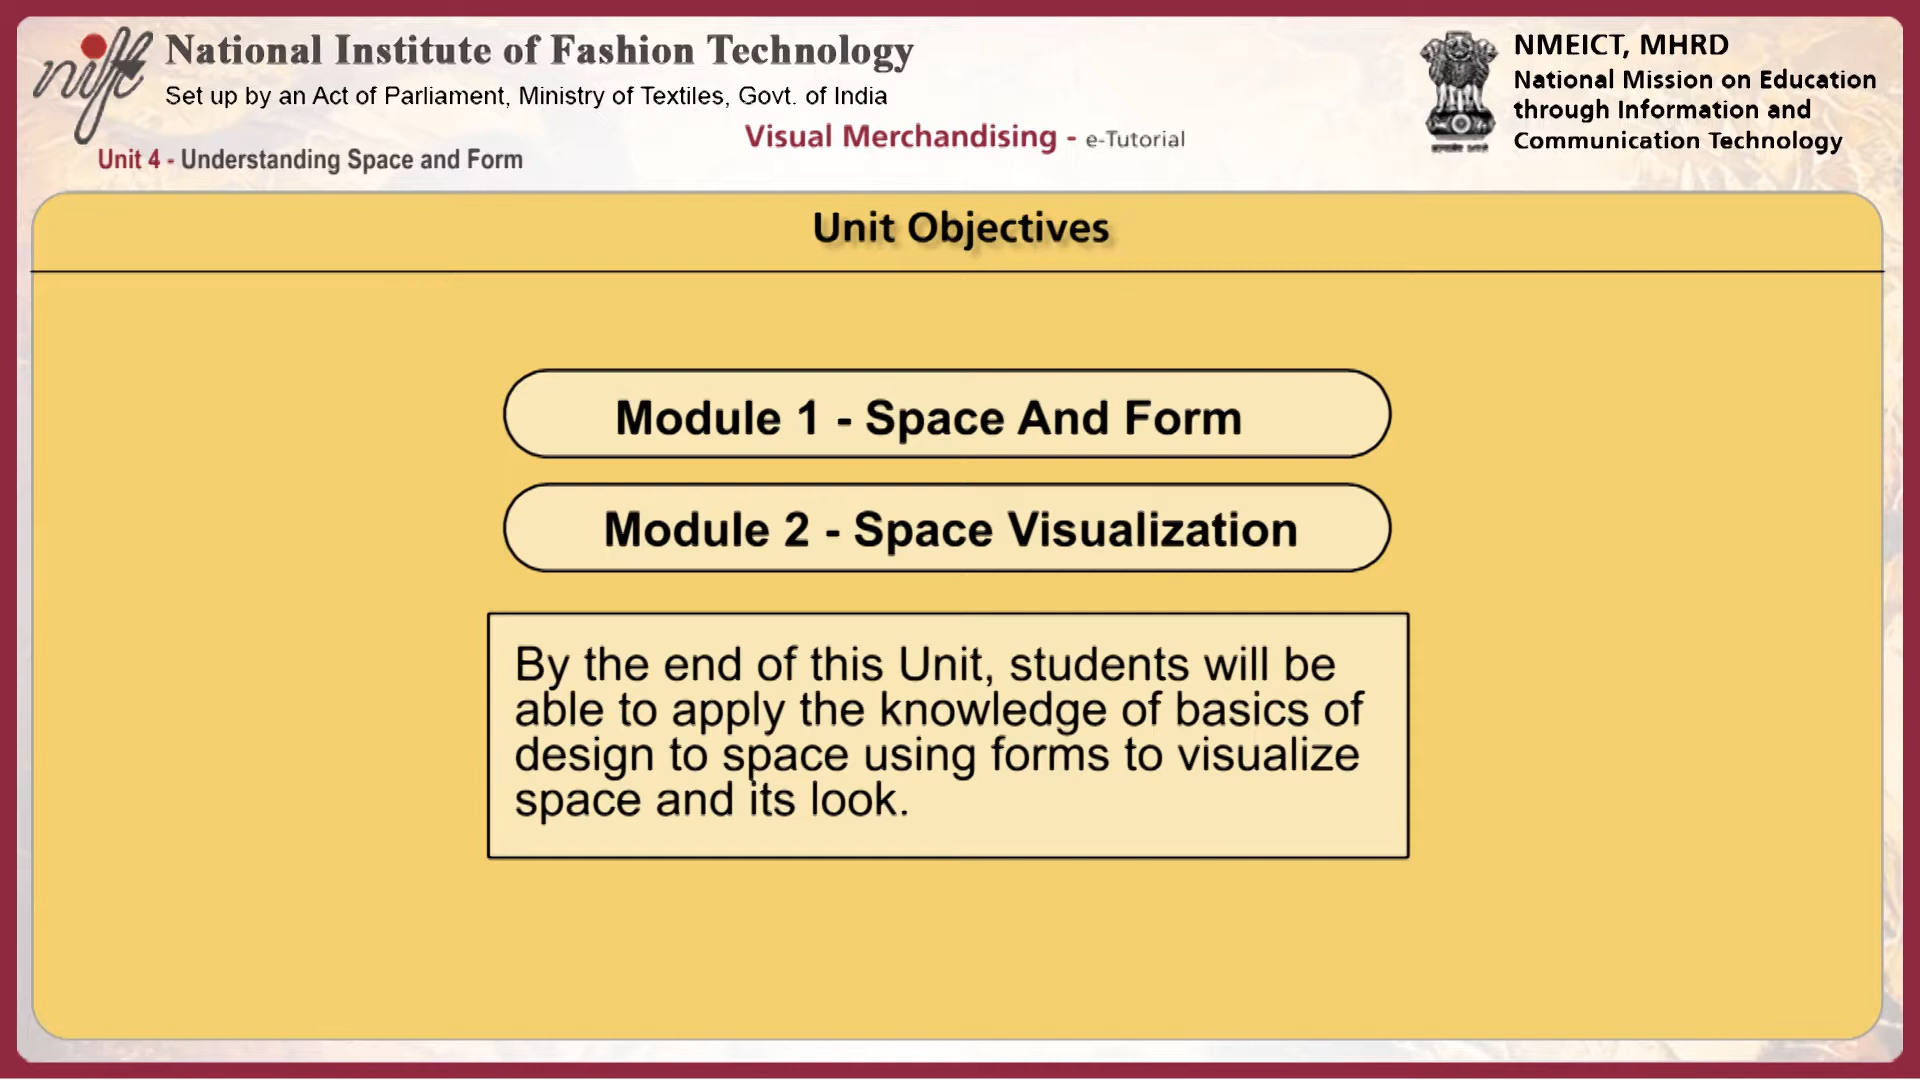 nift
National Institute of Fashion Technology
Set up by an Act of Parliament, Ministry of Textiles, Govt. of India
Visual Merchandising - e-Tutorial
Unit 4 - Understanding Space and Form
NMEICT, MHRD
National Mission on Education
through Information and
Communication Technology
Unit Objectives
Module 1 - Space And Form
Module 2 - Space Visualization
By the end of this Unit, students will be
able to apply the knowledge of basics of
design to space using forms to visualize
space and its look.